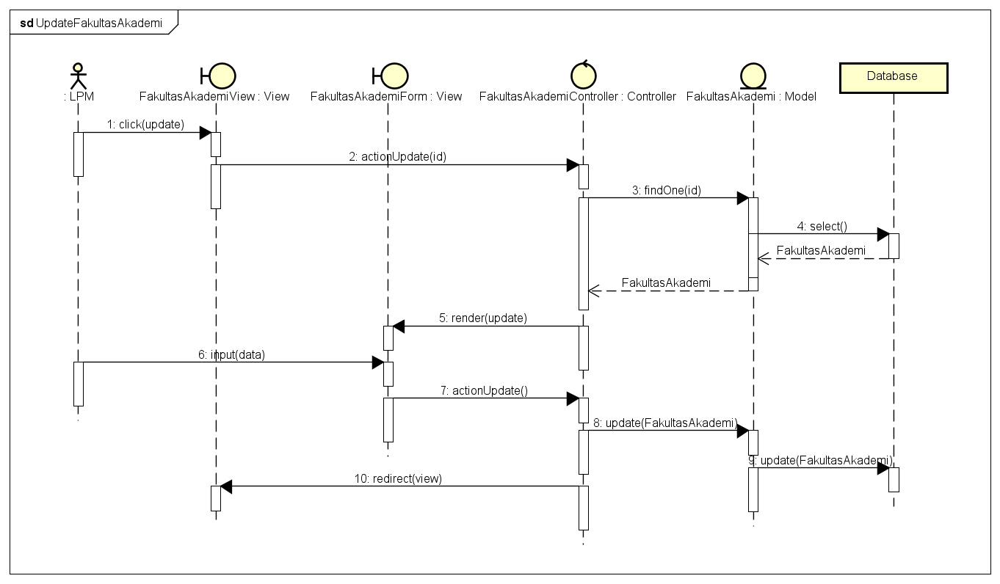 sd UpdateFakultasAkademi
: LPM
FakultasAkademiView : View
FakultasAkademiForm : View
FakultasAkademiController : Controller
FakultasAkademi : Model
Database
1: click(update)
2: actionUpdate(id)
3: findOne(id)
4: select()
FakultasAkademi
FakultasAkademi
5: render(update)
6: input(data)
7: actionUpdate()
8: update(FakultasAkademi)
9: update(FakultasAkademi)
10: redirect(view)